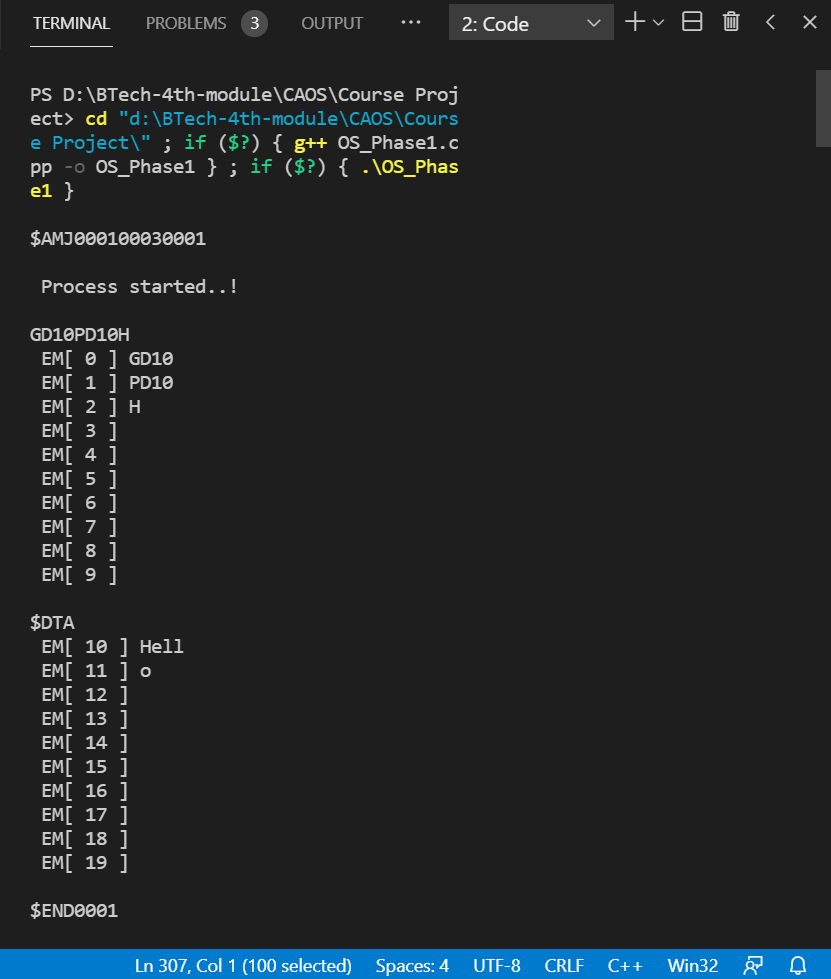 TERMINAL PROBLEMS 3 OUTPUT ... 2: Code
PS D:\BTech-4th-module\CAOS\Course Proj
ect> cd "d:\BTech-4th-module\CAOS\Cours
e Project\" ; if ($?) { g++ OS_Phase1.c
pp -o OS_Phase1 } ; if ($?) { .\OS_Phas
e1 }
$AMJ000100030001
Process started..!
GD10PD10H
EM[ 0 ] GD10
EM[ 1 ] PD10
EM[ 2 ] H
EM[ 3 ]
EM[ 4 ]
EM[ 5 ]
EM[ 6 ]
EM[ 7 ]
EM[ 8 ]
EM[ 9 ]
$DTA
EM[ 10 ] Hell
EM[ 11 ] o
EM[ 12 ]
EM[ 13 ]
EM[ 14 ]
EM[ 15 ]
EM[ 16 ]
EM[ 17 ]
EM[ 18 ]
EM[ 19 ]
$END0001
Ln 307, Col 1 (100 selected) Spaces: 4 UTF-8 CRLF C++ Win32